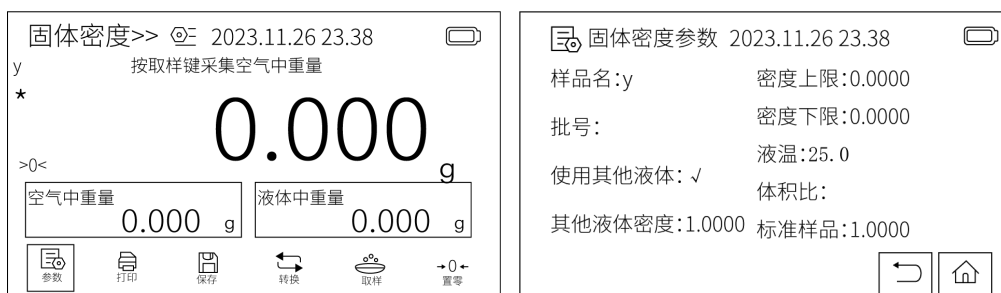 固体密度>> 2023.11.26 23.38
y
按取样键采集空气中重量
*
0.000
g
>0<
空气中重量
0.000 g
液体中重量
0.000 g
参数
打印
保存
转换
取样
→0←
置零
固体密度参数 2023.11.26 23.38
样品名:y
批号:
使用其他液体:√
其他液体密度:1.0000
密度上限:0.0000
密度下限:0.0000
液温:25.0
体积比:
标准样品:1.0000